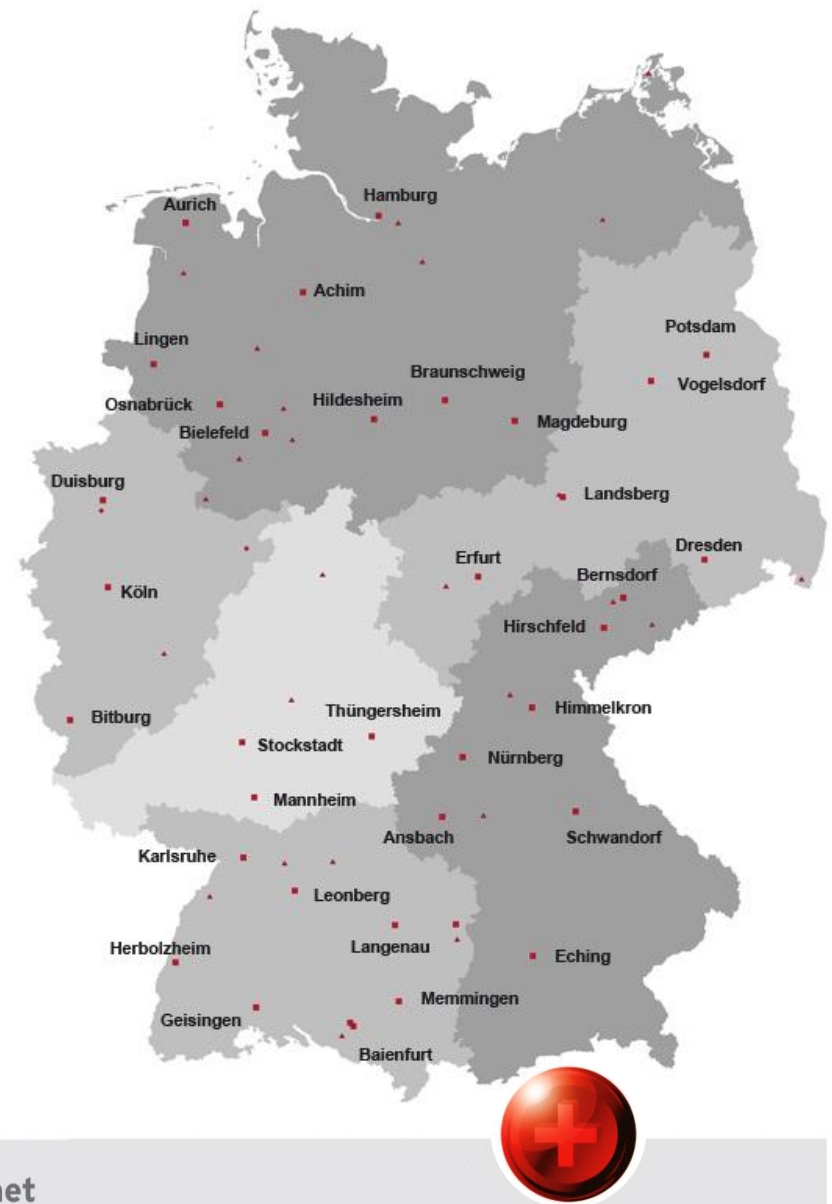 Hamburg
Aurich
Achim
Potsdam
Lingen
Braunschweig
Vogelsdorf
Hildesheim
Osnabrück
Magdeburg
Bielefeld
Duisburg
Landsberg
Dresden
Erfurt
Bernsdorf
Köln
Hirschfeld
Himmelkron
Thüngersheim
Bitburg
Stockstadt
Nürnberg
Mannheim
Ansbach
Schwandorf
Karlsruhe
Leonberg
Langenau
Herbolzheim
Eching
Memmingen
Geisingen
Baienfurt
net